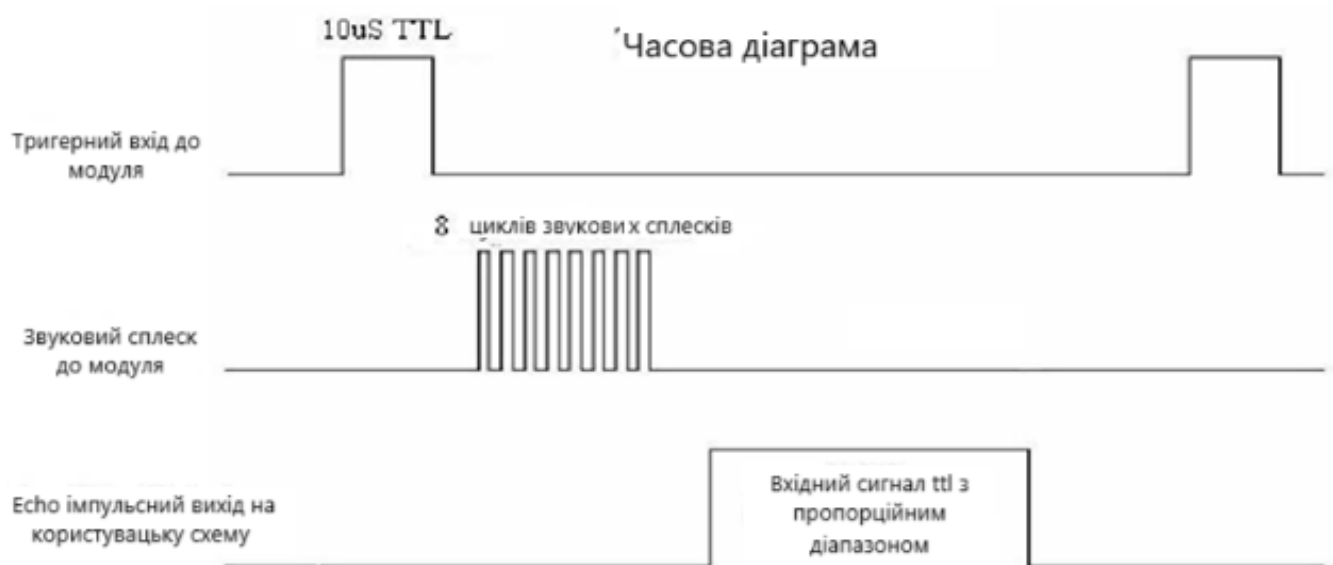 10uS TTL
Часова діаграма
Тригерний вхід до
модуля
8 циклів звукових сплесків
Звуковий сплеск
до модуля
Echo імпульсний вихід на
користувацьку схему
Вхідний сигнал ttl з
пропорційним
діапазоном